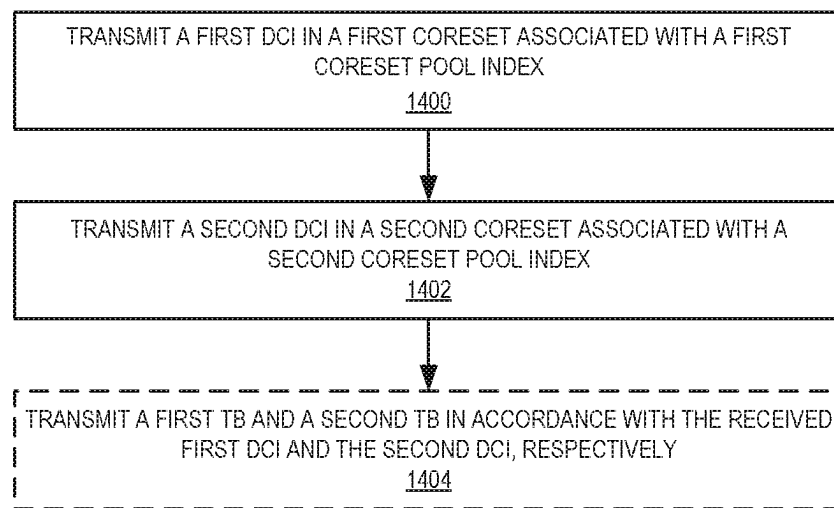 TRANSMIT A FIRST DCI IN A FIRST CORESET ASSOCIATED WITH A FIRST
CORESET POOL INDEX
1400
TRANSMIT A SECOND DCI IN A SECOND CORESET ASSOCIATED WITH A
SECOND CORESET POOL INDEX
1402
TRANSMIT A FIRST TB AND A SECOND TB IN ACCORDANCE WITH THE RECEIVED
FIRST DCI AND THE SECOND DCI, RESPECTIVELY
1404